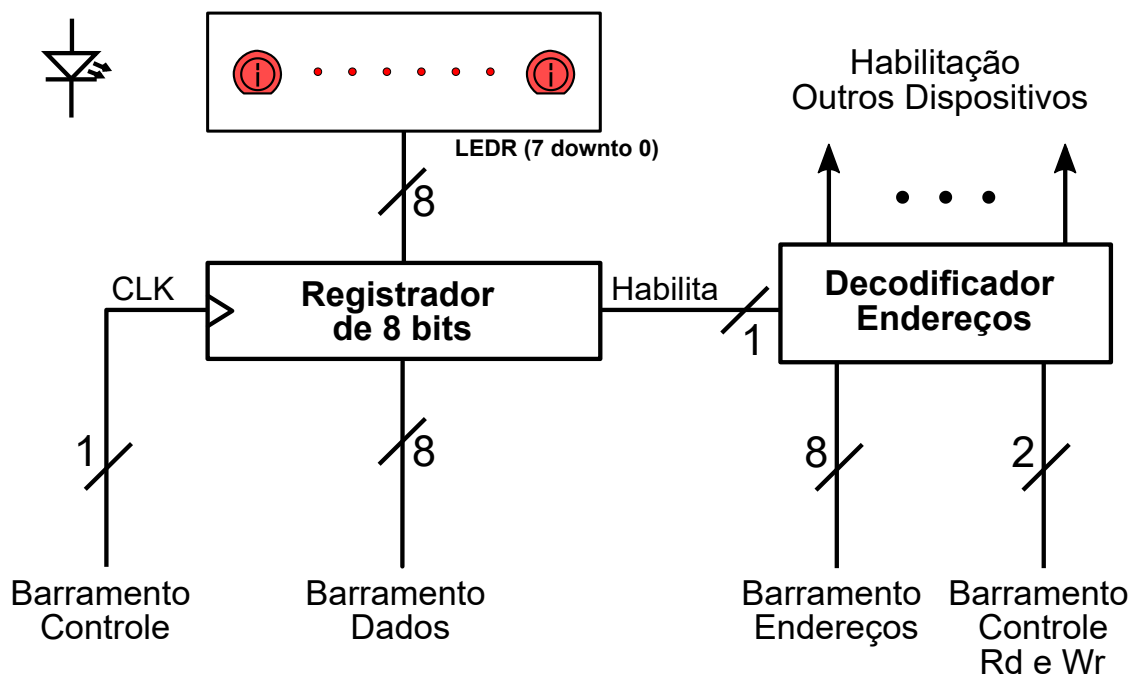 LEDR (7 downto 0)
Habilitação
Outros Dispositivos
8
CLK
Registrador
de 8 bits
Habilita
1
Decodificador
Endereços
1
8
8
2
Barramento
Controle
Barramento
Dados
Barramento
Endereços
Barramento
Controle
Rd e Wr